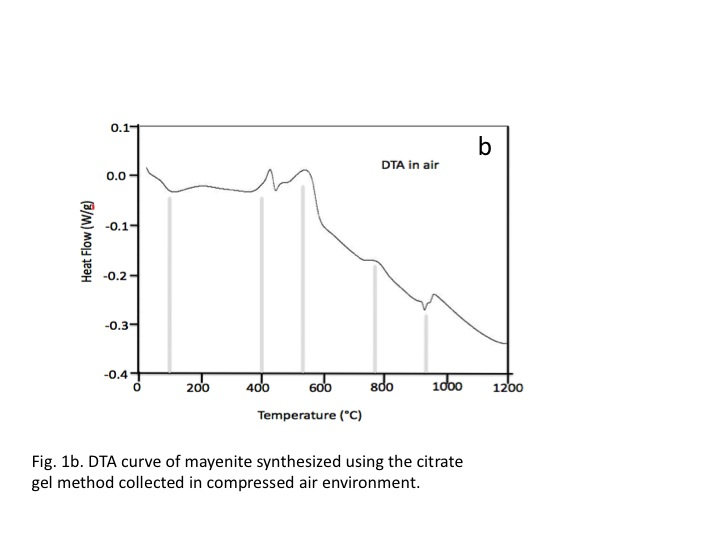 0.1
b
DTA in air
0.0
-0.1
-0.2
-0.3
-0.4
Heat Flow (W/g)
0 200 400 600 800 1000 1200
Temperature (°C)
Fig. 1b. DTA curve of mayenite synthesized using the citrate
gel method collected in compressed air environment.